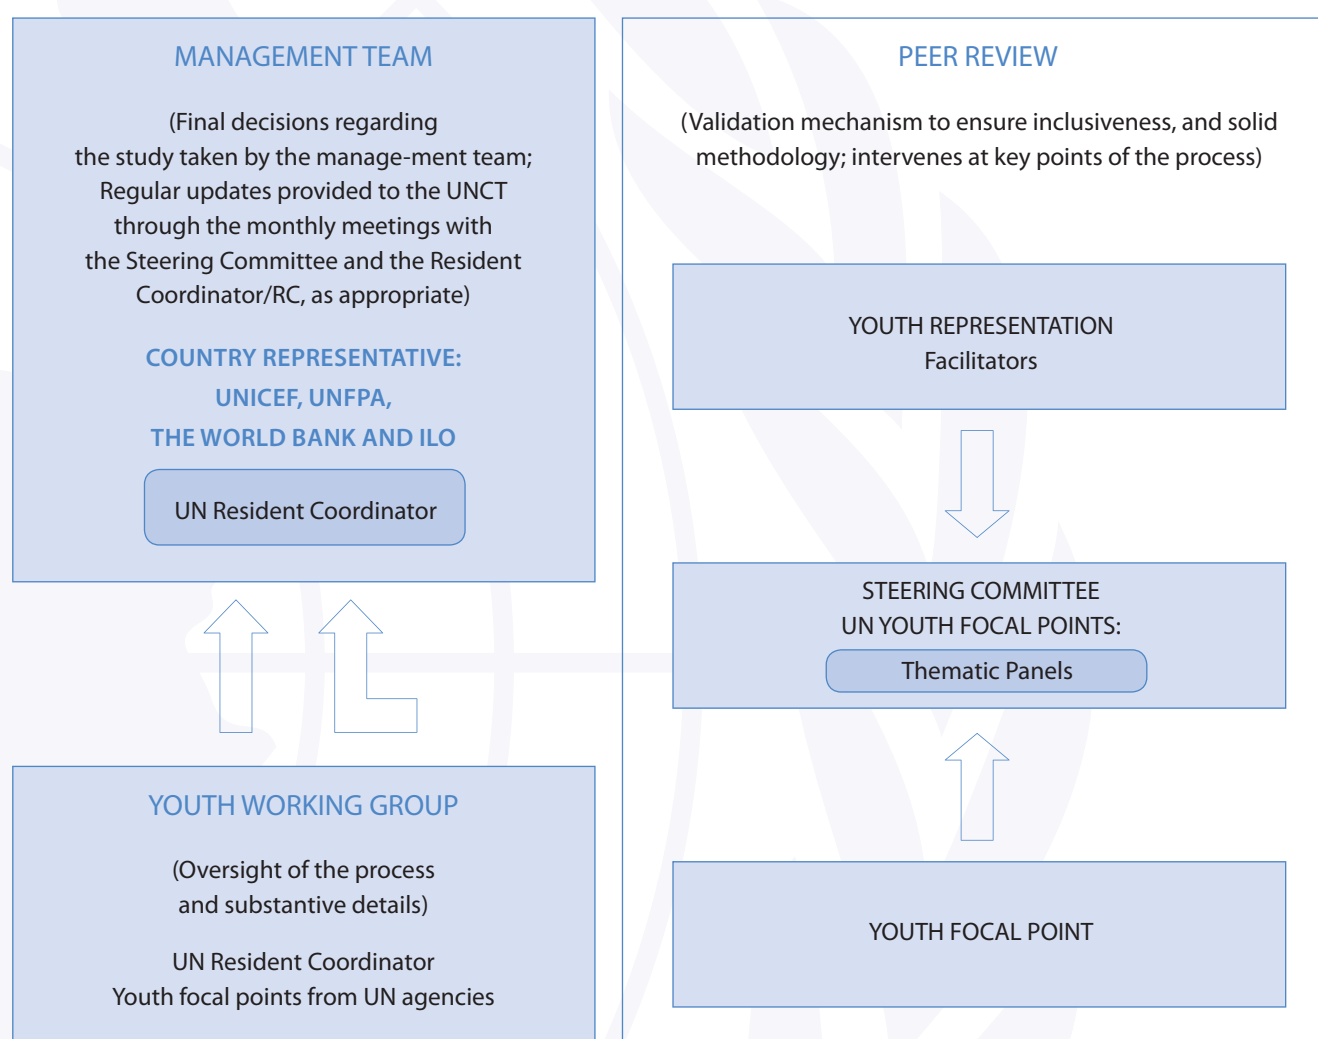 MANAGEMENT TEAM
(Final decisions regarding
the study taken by the manage-ment team;
Regular updates provided to the UNCT
through the monthly meetings with
the Steering Committee and the Resident
Coordinator/RC, as appropriate)
COUNTRY REPRESENTATIVE:
UNICEF, UNFPA,
THE WORLD BANK AND ILO
UN Resident Coordinator
YOUTH WORKING GROUP
(Oversight of the process
and substantive details)
UN Resident Coordinator
Youth focal points from UN agencies
PEER REVIEW
(Validation mechanism to ensure inclusiveness, and solid
methodology; intervenes at key points of the process)
YOUTH REPRESENTATION
Facilitators
STEERING COMMITTEE
UN YOUTH FOCAL POINTS:
Thematic Panels
YOUTH FOCAL POINT